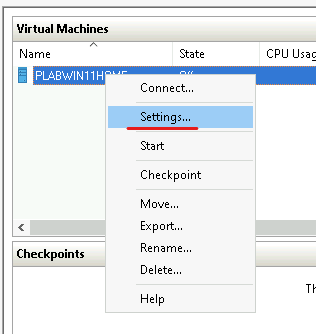 Virtual Machines
Name State CPU Usag
PLABWIN11HOME Off
Connect...
Settings...
Start
Checkpoint
Move...
Export...
Rename...
Delete...
Help
Checkpoints
Th